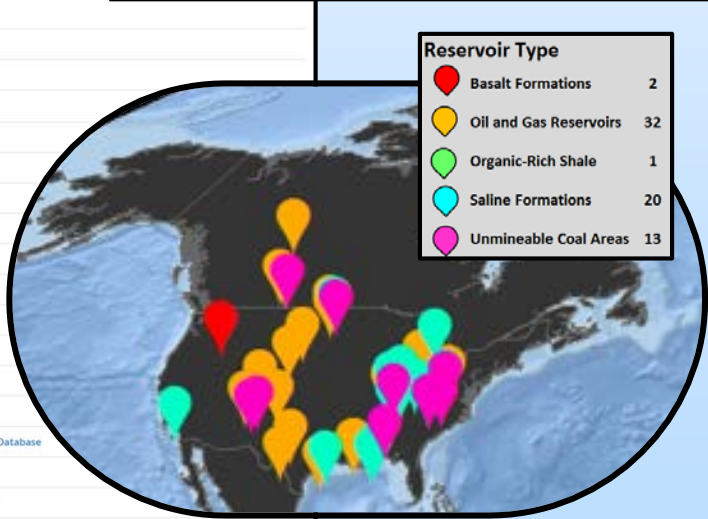 Reservoir Type
Basalt Formations 2
Oil and Gas Reservoirs 32
Organic-Rich Shale 1
Saline Formations 20
Unmineable Coal Areas 13
Database